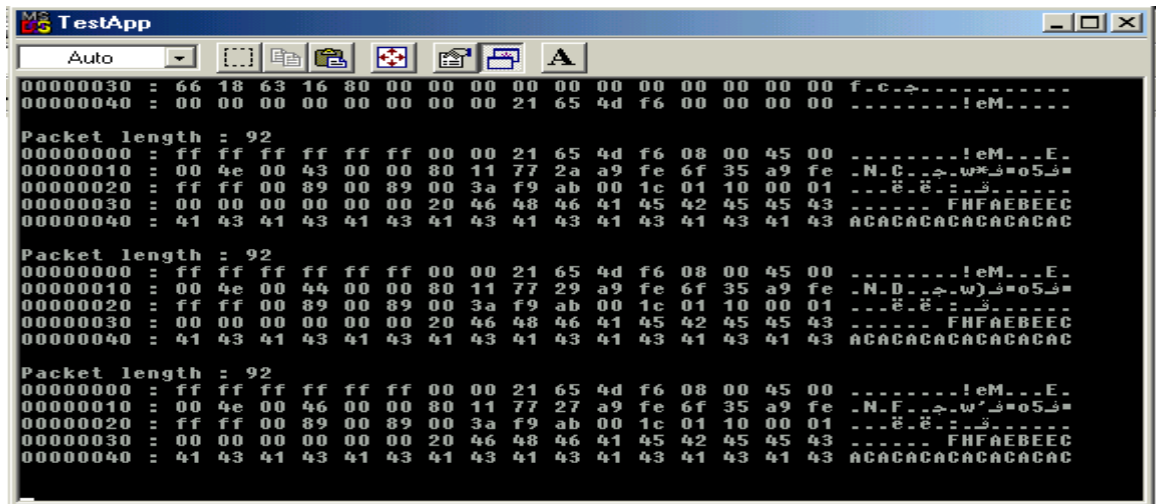 TestApp
Auto
A
00000030 : 66 18 63 16 80 00 00 00 00 00 00 00 00 00 00 00 f.c.ج...........
00000040 : 00 00 00 00 00 00 00 00 21 65 4d f6 00 00 00 00 ........!eM.....
Packet length : 92
00000000 : ff ff ff ff ff ff 00 00 21 65 4d f6 08 00 45 00 ........!eM...E.
00000010 : 00 4e 00 43 00 00 80 11 77 2a a9 fe 6f 35 a9 fe
00000020 : ff ff 00 89 00 89 00 3a f9 ab 00 1c 01 10 00 01
00000030 : 00 00 00 00 00 00 20 46 48 46 41 45 42 45 45 43 ...... FHFAEBEEC
00000040 : 41 43 41 43 41 43 41 43 41 43 41 43 41 43 41 43 ACACACACACACACAC
Packet length : 92
00000000 : ff ff ff ff ff ff 00 00 21 65 4d f6 08 00 45 00 ........!eM...E.
00000010 : 00 4e 00 44 00 00 80 11 77 29 a9 fe 6f 35 a9 fe
00000020 : ff ff 00 89 00 89 00 3a f9 ab 00 1c 01 10 00 01
00000030 : 00 00 00 00 00 00 20 46 48 46 41 45 42 45 45 43 ...... FHFAEBEEC
00000040 : 41 43 41 43 41 43 41 43 41 43 41 43 41 43 41 43 ACACACACACACACAC
Packet length : 92
00000000 : ff ff ff ff ff ff 00 00 21 65 4d f6 08 00 45 00 ........!eM...E.
00000010 : 00 4e 00 46 00 00 80 11 77 27 a9 fe 6f 35 a9 fe
00000020 : ff ff 00 89 00 89 00 3a f9 ab 00 1c 01 10 00 01
00000030 : 00 00 00 00 00 00 20 46 48 46 41 45 42 45 45 43 ...... FHFAEBEEC
00000040 : 41 43 41 43 41 43 41 43 41 43 41 43 41 43 41 43 ACACACACACACACAC